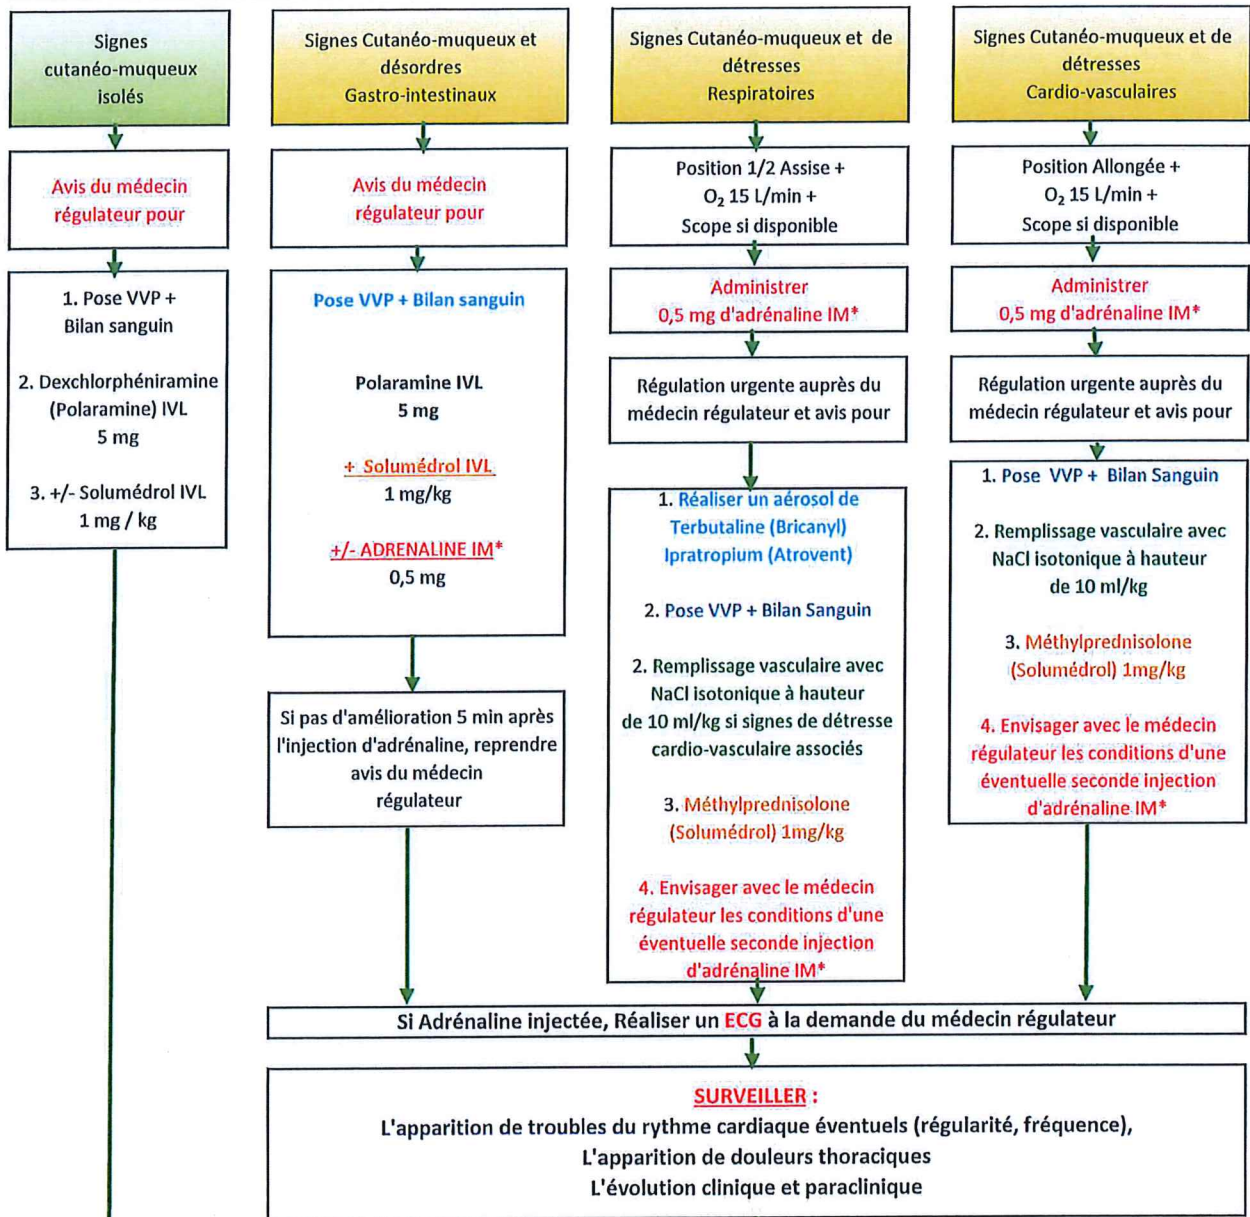 Signes
cutanéo-muqueux
isolés
Avis du médecin
régulateur pour
1. Pose VVP +
Bilan sanguin
2. Dexchlorphéniramine
(Polaramine) IVL
5 mg
3. +/- Solumédrol IVL
1 mg / kg
Signes Cutanéo-muqueux et
désordres
Gastro-intestinaux
Avis du médecin
régulateur pour
Pose VVP + Bilan sanguin
Polaramine IVL
5 mg
+ Solumédrol IVL
1 mg/kg
+/- ADRENALINE IM*
0,5 mg
Si pas d'amélioration 5 min après
l'injection d'adrénaline, reprendre
avis du médecin
régulateur
Signes Cutanéo-muqueux et de
détresses
Respiratoires
Position 1/2 Assise +
O₂ 15 L/min +
Scope si disponible
Administrer
0,5 mg d'adrénaline IM*
Régulation urgente auprès du
médecin régulateur et avis pour
1. Réaliser un aérosol de
Terbutaline (Bricanyl)
Ipratropium (Atrovent)
2. Pose VVP + Bilan Sanguin
2. Remplissage vasculaire avec
NaCl isotonique à hauteur
de 10 ml/kg si signes de détresse
cardio-vasculaire associés
3. Méthylprednisolone
(Solumédrol) 1mg/kg
4. Envisager avec le médecin
régulateur les conditions d'une
éventuelle seconde injection
d'adrénaline IM*
Signes Cutanéo-muqueux et de
détresses
Cardio-vasculaires
Position Allongée +
O₂ 15 L/min +
Scope si disponible
Administrer
0,5 mg d'adrénaline IM*
Régulation urgente auprès du
médecin régulateur et avis pour
1. Pose VVP + Bilan Sanguin
2. Remplissage vasculaire avec
NaCl isotonique à hauteur
de 10 ml/kg
3. Méthylprednisolone
(Solumédrol) 1mg/kg
4. Envisager avec le médecin
régulateur les conditions d'une
éventuelle seconde injection
d'adrénaline IM*
Si Adrénaline injectée, Réaliser un ECG à la demande du médecin régulateur
SURVEILLER :
L'apparition de troubles du rythme cardiaque éventuels (régularité, fréquence),
L'apparition de douleurs thoraciques
L'évolution clinique et paraclinique